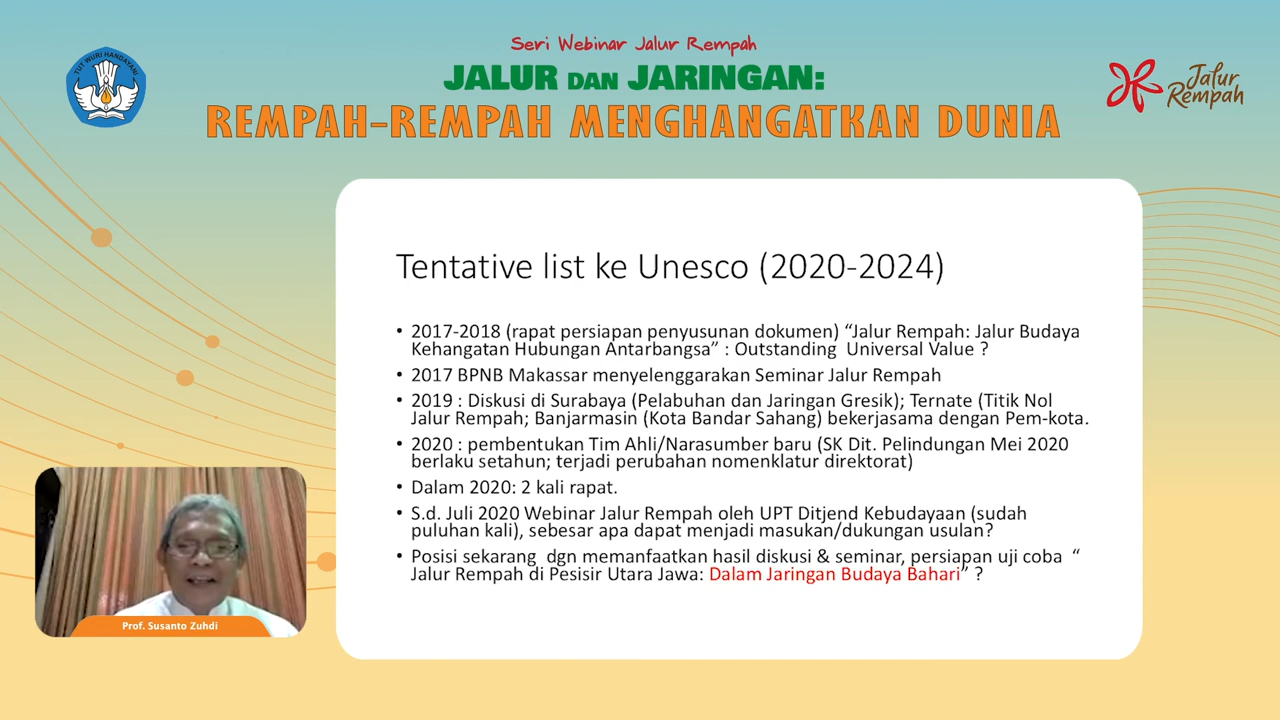 TUT WURI HANDAYANI
Seri Webinar Jalur Rempah
JALUR DAN JARINGAN:
REMPAH-REMPAH MENGHANGATKAN DUNIA
Jalur
Rempah
Tentative list ke Unesco (2020-2024)
• 2017-2018 (rapat persiapan penyusunan dokumen) “Jalur Rempah: Jalur Budaya
Kehangatan Hubungan Antarbangsa” : Outstanding Universal Value ?
• 2017 BPNB Makassar menyelenggarakan Seminar Jalur Rempah
• 2019 : Diskusi di Surabaya (Pelabuhan dan Jaringan Gresik); Ternate (Titik Nol
Jalur Rempah; Banjarmasin (Kota Bandar Sahang) bekerjasama dengan Pem-kota.
• 2020 : pembentukan Tim Ahli/Narasumber baru (SK Dit. Pelindungan Mei 2020
berlaku setahun; terjadi perubahan nomenklatur direktorat)
• Dalam 2020: 2 kali rapat.
• S.d. Juli 2020 Webinar Jalur Rempah oleh UPT Ditjend Kebudayaan (sudah
puluhan kali), sebesar apa dapat menjadi masukan/dukungan usulan?
• Posisi sekarang dgn memanfaatkan hasil diskusi & seminar, persiapan uji coba “
Jalur Rempah di Pesisir Utara Jawa: Dalam Jaringan Budaya Bahari” ?
Prof. Susanto Zuhdi